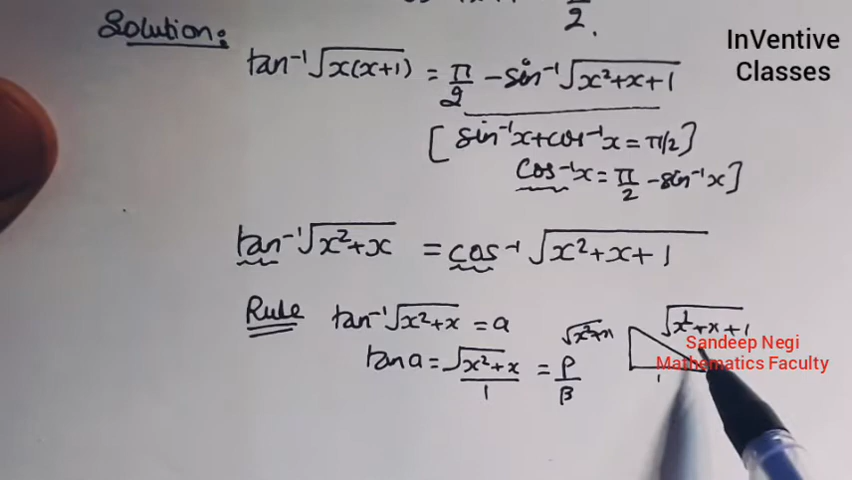 2.
Solution:
InVentive
Classes
tan⁻¹√x(x+1) = π/2 - sin⁻¹√x²+x+1
[sin⁻¹x+cos⁻¹x = π/2]
cos⁻¹x = π/2 - sin⁻¹x]
tan⁻¹√x²+x = cos⁻¹√x²+x+1
Rule tan⁻¹√x²+x = a
tan a = √x²+x/1 = P/B
√x²+x
√x²+x+1
1
Sandeep Negi
Mathematics Faculty